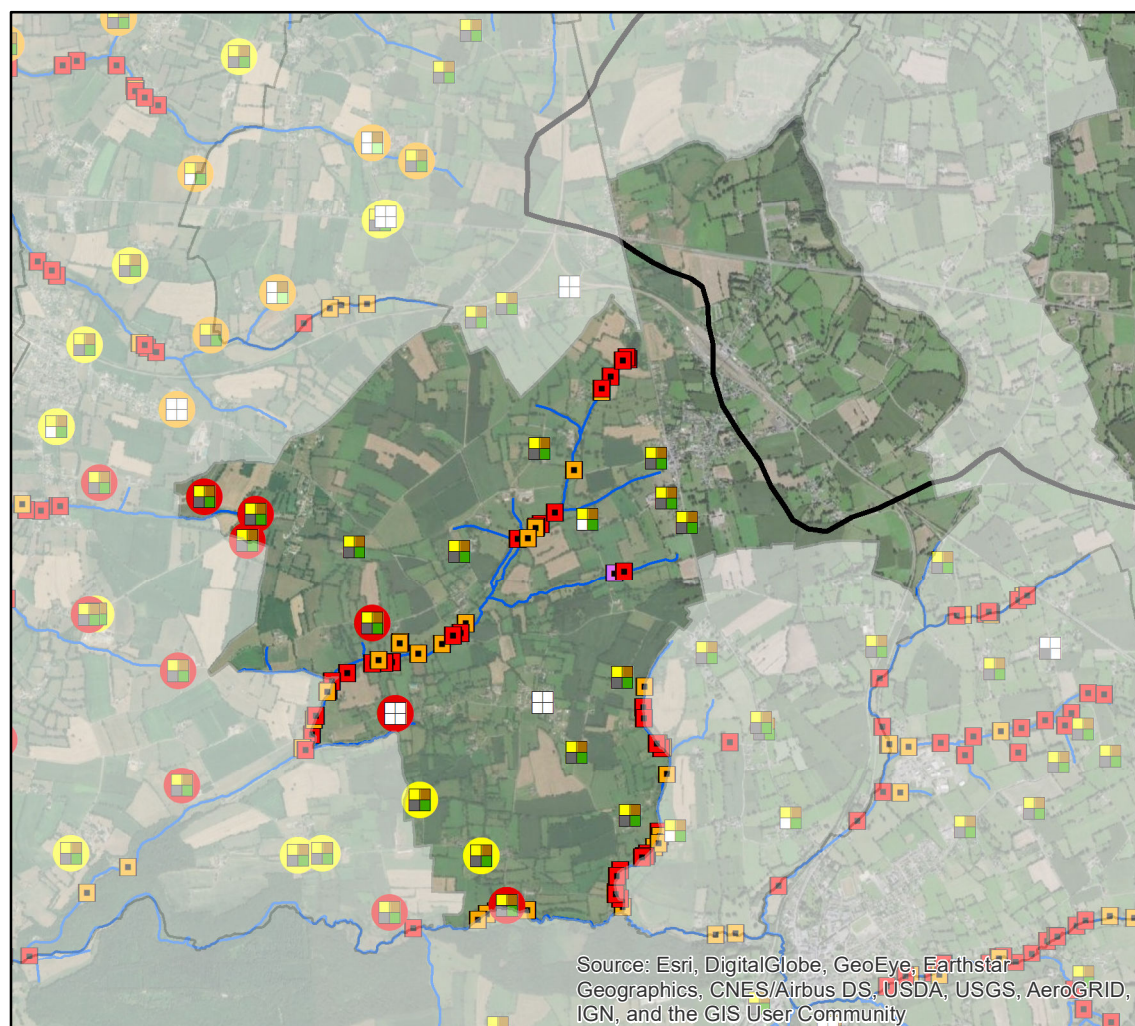 Source: Esri, DigitalGlobe, GeoEye, Earthstar
Geographics, CNES/Airbus DS, USDA, USGS, AeroGRID,
IGN, and the GIS User Community